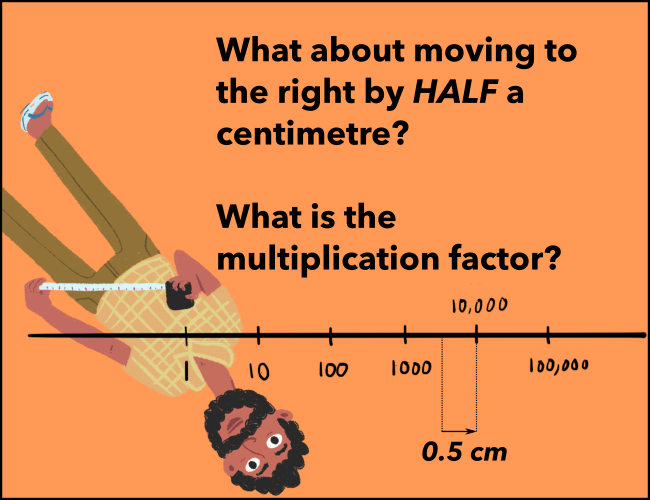 What about moving to
the right by HALF a
centimetre?
What is the
multiplication factor?
10,000
1 10 100 1000 100,000
0.5 cm